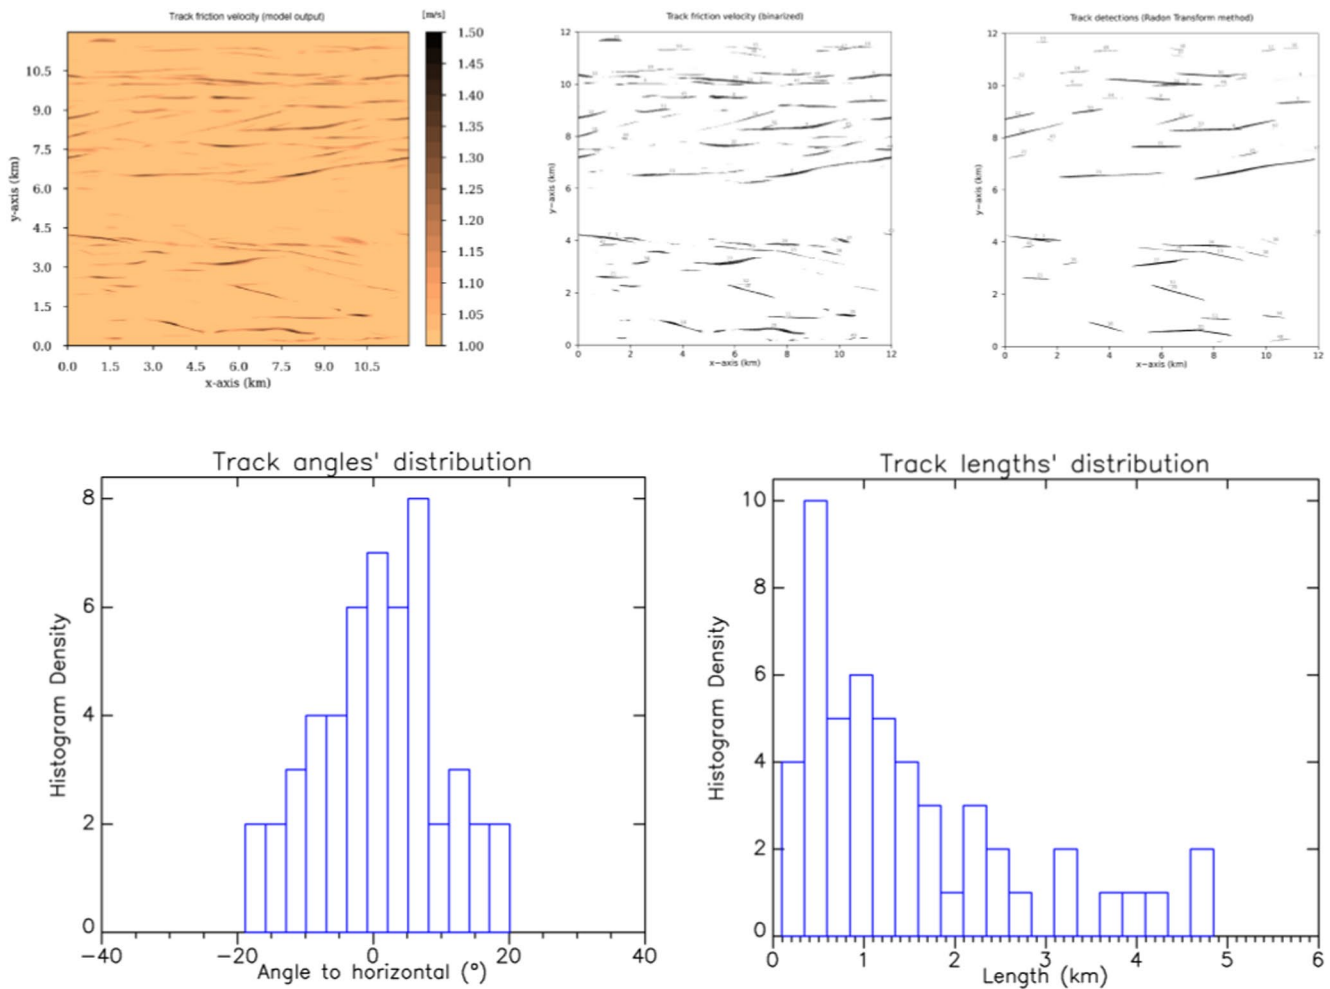 Track friction velocity (model output)
[m/s]
Track friction velocity (binarized)
Track detections (Radon Transform method)
10.5
9.0
7.5
6.0
4.5
3.0
1.5
0.0
y-axis (km)
0.0 1.5 3.0 4.5 6.0 7.5 9.0 10.5
x-axis (km)
1.50
1.45
1.40
1.35
1.30
1.25
1.20
1.15
1.10
1.05
1.00
12
10
8
6
4
2
0
y−axis (km)
0 2 4 6 8 10 12
x−axis (km)
12
10
8
6
4
2
0
y−axis (km)
0 2 4 6 8 10 12
x−axis (km)
Track angles' distribution
8
6
4
2
0
Histogram Density
−40 −20 0 20 40
Angle to horizontal (°)
Track lengths' distribution
10
8
6
4
2
0
Histogram Density
0 1 2 3 4 5 6
Length (km)